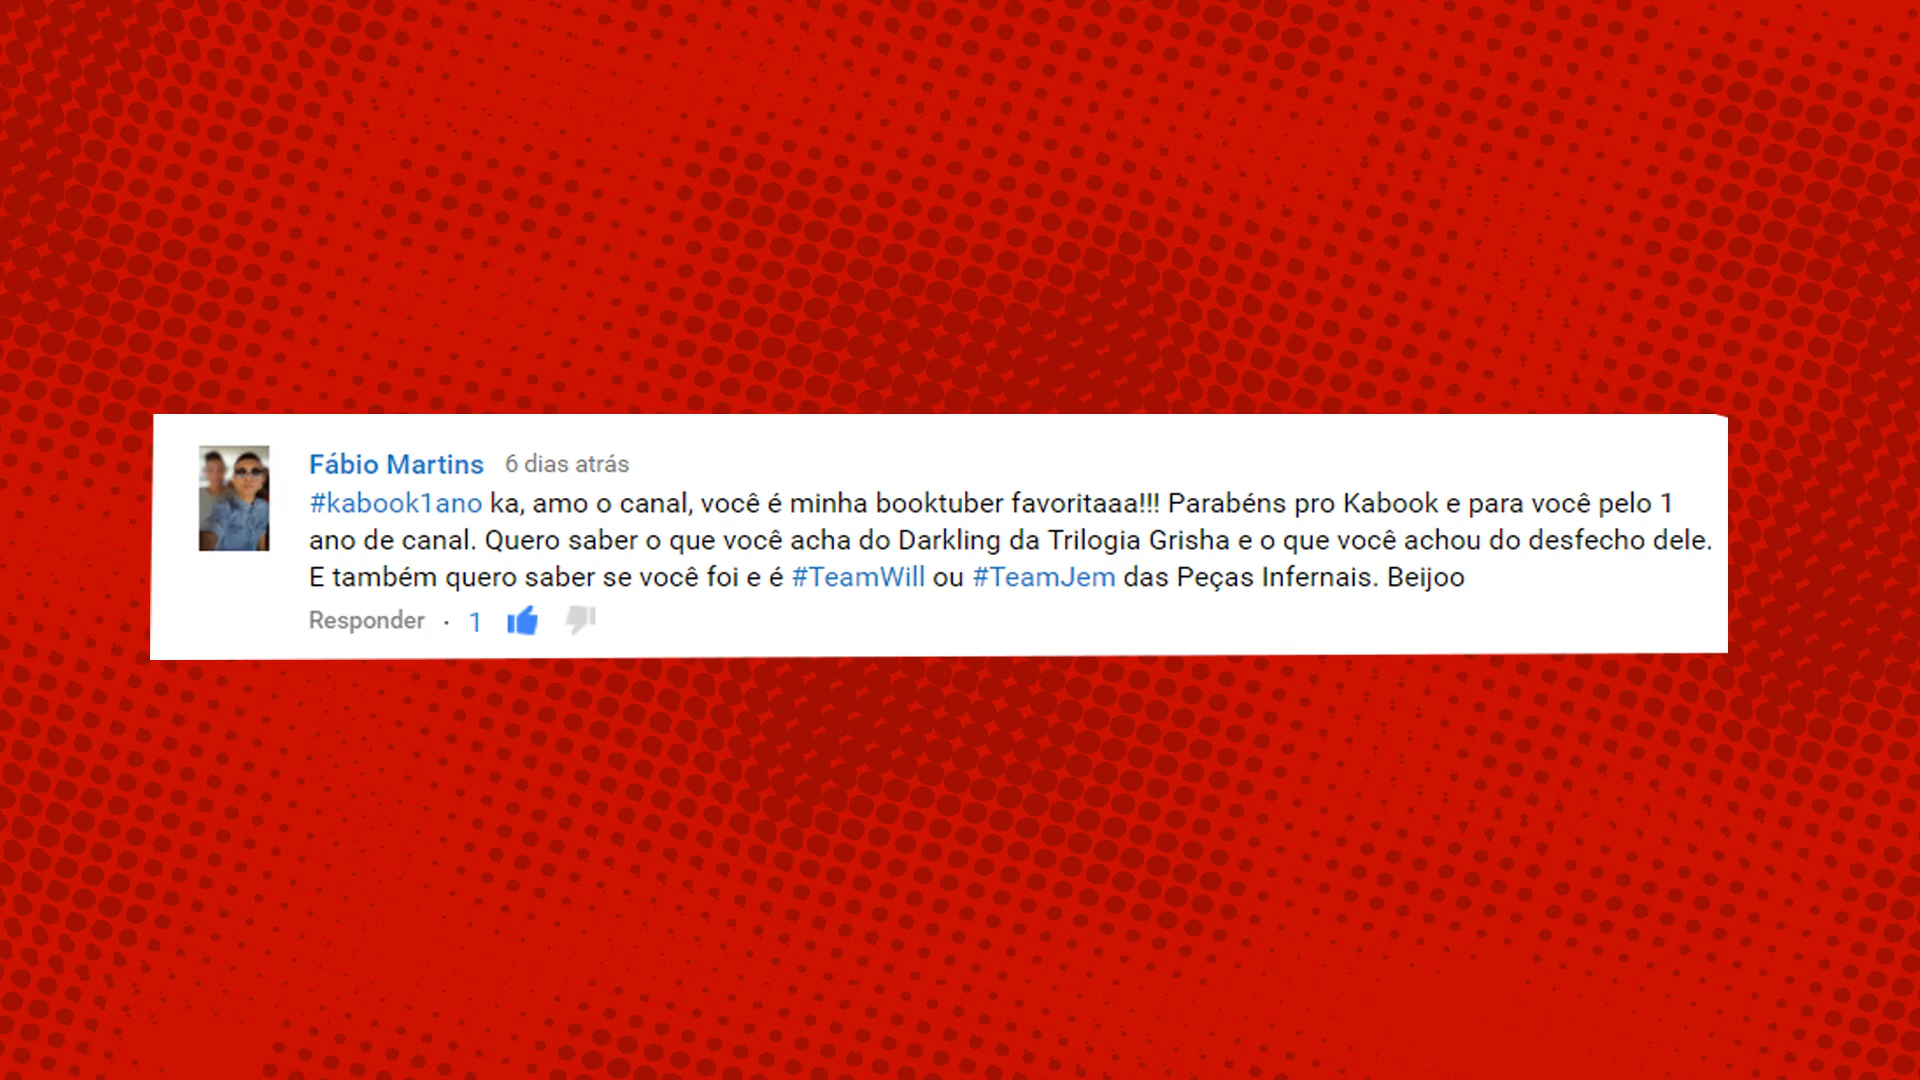 Fábio Martins 6 dias atrás
#kabook1ano ka, amo o canal, você é minha booktuber favoritaaa!!! Parabéns pro Kabook e para você pelo 1
ano de canal. Quero saber o que você acha do Darkling da Trilogia Grisha e o que você achou do desfecho dele.
E também quero saber se você foi e é #TeamWill ou #TeamJem das Peças Infernais. Beijoo
Responder · 1